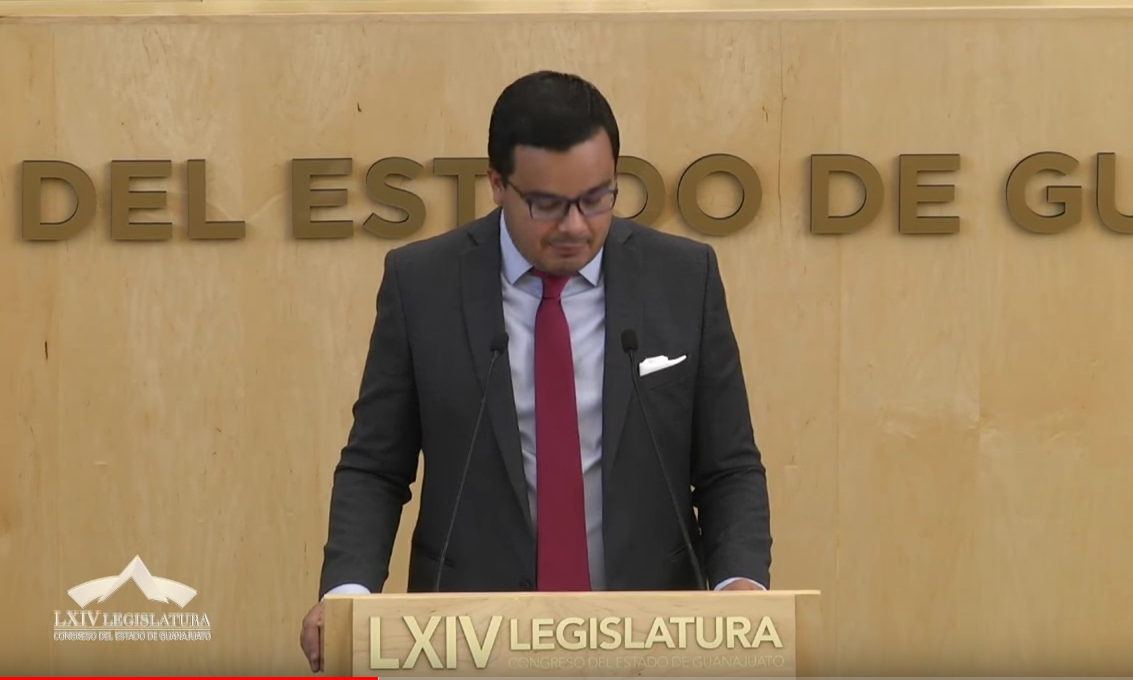 DEL ESTADO DE GU
LXIV LEGISLATURA
CONGRESO DEL ESTADO DE GUANAJUATO
LXIV LEGISLATURA
CONGRESO DEL ESTADO DE GUANAJUATO